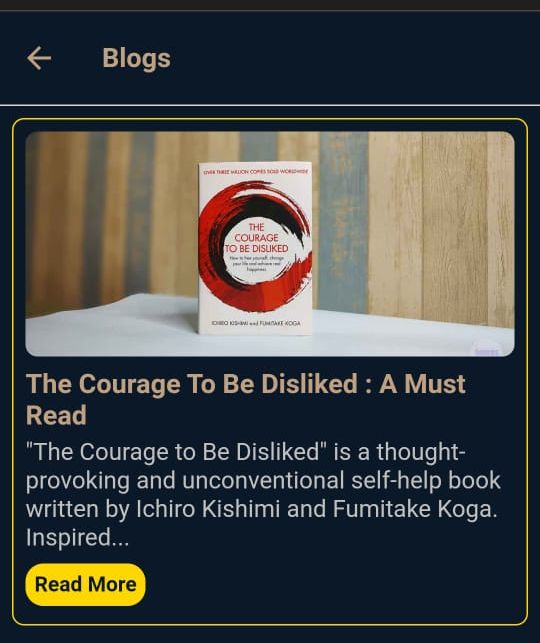 Blogs
OVER THREE MILLION COPIES SOLD WORLDWIDE
THE
COURAGE
TO BE DISLIKED
How to free yourself, change
your life and achieve real
happiness
ICHIRO KISHIMI and FUMITAKE KOGA
The Courage To Be Disliked : A Must
Read
"The Courage to Be Disliked" is a thought-
provoking and unconventional self-help book
written by Ichiro Kishimi and Fumitake Koga.
Inspired...
Read More